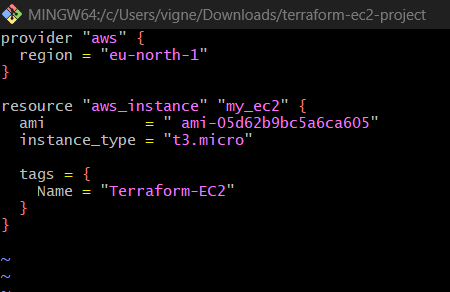 MINGW64:/c/Users/vigne/Downloads/terraform-ec2-project
provider "aws" {
  region = "eu-north-1"
}

resource "aws_instance" "my_ec2" {
  ami           = " ami-05d62b9bc5a6ca605"
  instance_type = "t3.micro"

  tags = {
    Name = "Terraform-EC2"
  }
}

~
~
~